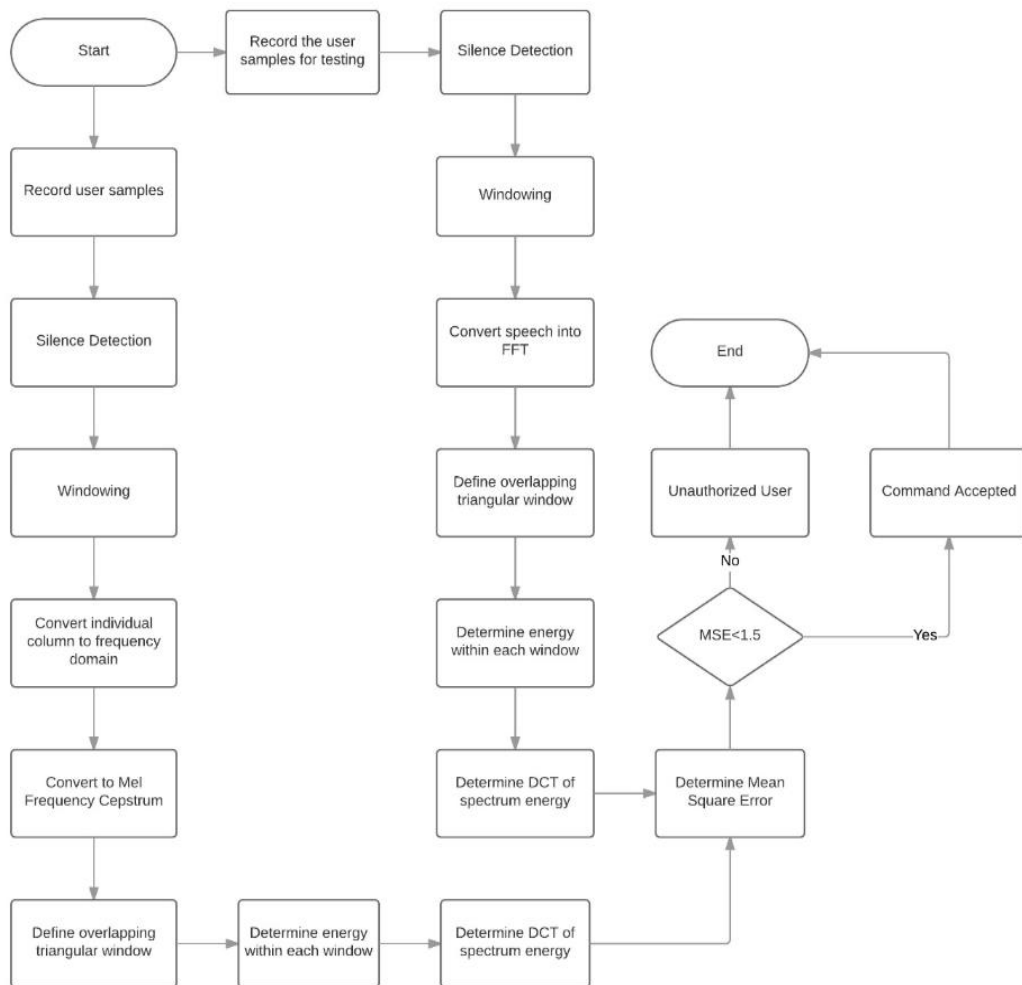 Start
Record the user
samples for testing
Silence Detection
Record user samples
Windowing
Silence Detection
Convert speech into
FFT
End
Windowing
Define overlapping
triangular window
Unauthorized User
Command Accepted
No
Convert individual
column to frequency
domain
Determine energy
within each window
MSE<1.5
Yes
Convert to Mel
Frequency Cepstrum
Determine DCT of
spectrum energy
Determine Mean
Square Error
Define overlapping
triangular window
Determine energy
within each window
Determine DCT of
spectrum energy